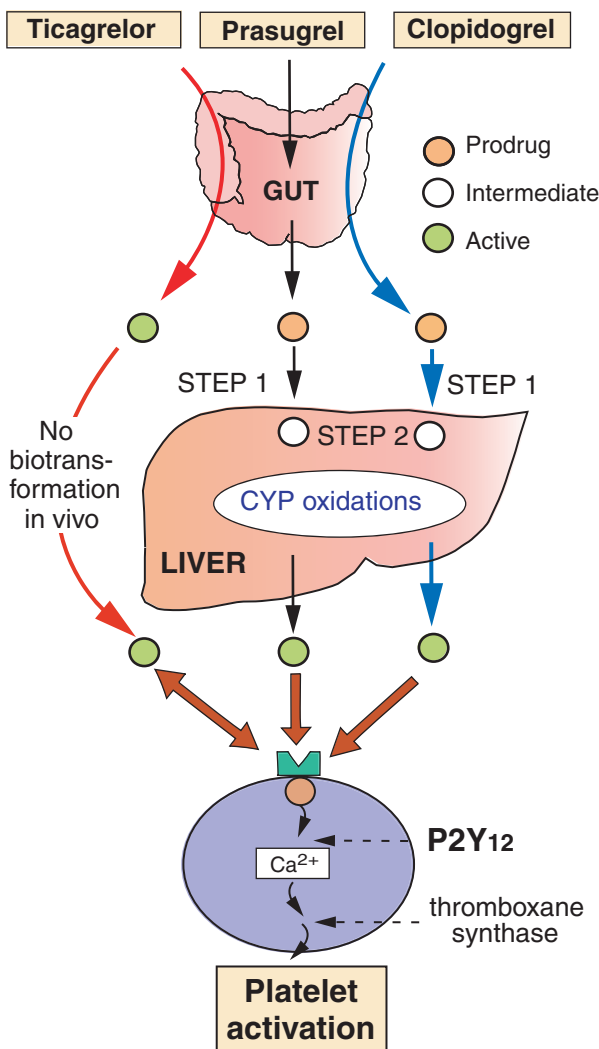 Ticagrelor
Prasugrel
Clopidogrel
Prodrug
Intermediate
Active
GUT
STEP 1
STEP 1
No
biotrans-
formation
in vivo
STEP 2
CYP oxidations
LIVER
P2Y12
Ca²⁺
thromboxane
synthase
Platelet
activation